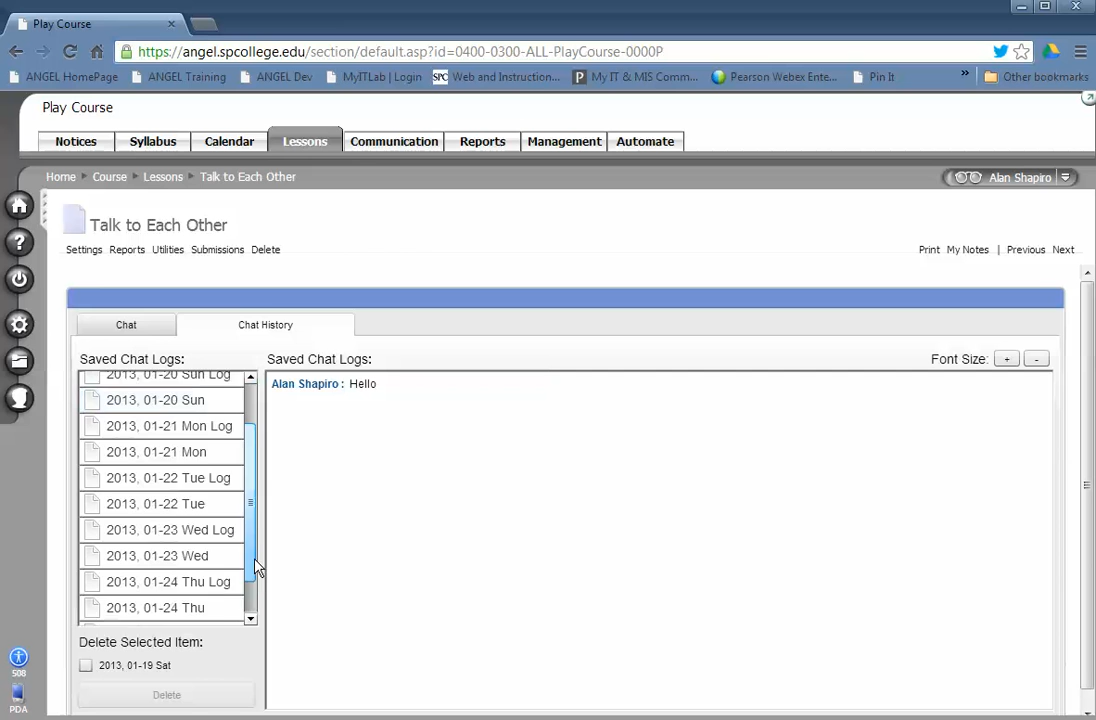 Play Course
https://angel.spcollege.edu/section/default.asp?id=0400-0300-ALL-PlayCourse-0000P
ANGEL HomePage ANGEL Training ANGEL Dev MyITLab | Login SPC Web and Instruction... P My IT & MIS Comm... Pearson Webex Ente... Pin It » Other bookmarks
Play Course
Notices Syllabus Calendar Lessons Communication Reports Management Automate
Home Course Lessons Talk to Each Other Alan Shapiro
Talk to Each Other
Settings Reports Utilities Submissions Delete Print My Notes | Previous Next
Chat Chat History
Saved Chat Logs: Saved Chat Logs: Font Size: + -
2013, 01-20 Sun Log
Alan Shapiro : Hello
2013, 01-20 Sun
2013, 01-21 Mon Log
2013, 01-21 Mon
2013, 01-22 Tue Log
2013, 01-22 Tue
2013, 01-23 Wed Log
2013, 01-23 Wed
2013, 01-24 Thu Log
2013, 01-24 Thu
Delete Selected Item:
2013, 01-19 Sat
Delete
508
PDA